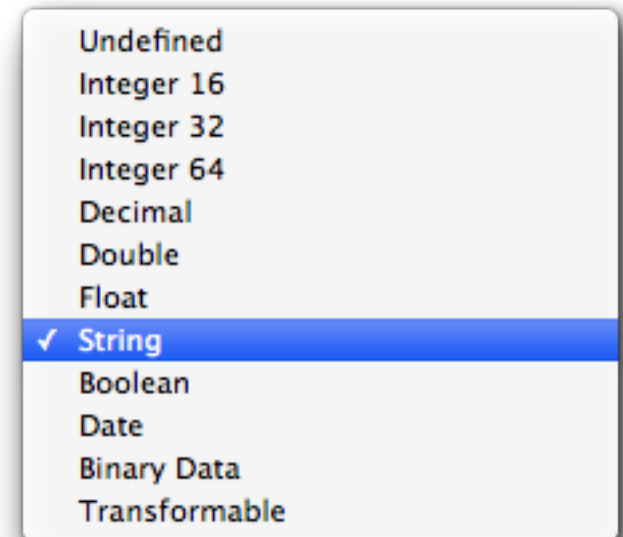 Undefined
Integer 16
Integer 32
Integer 64
Decimal
Double
Float
✓ String
Boolean
Date
Binary Data
Transformable